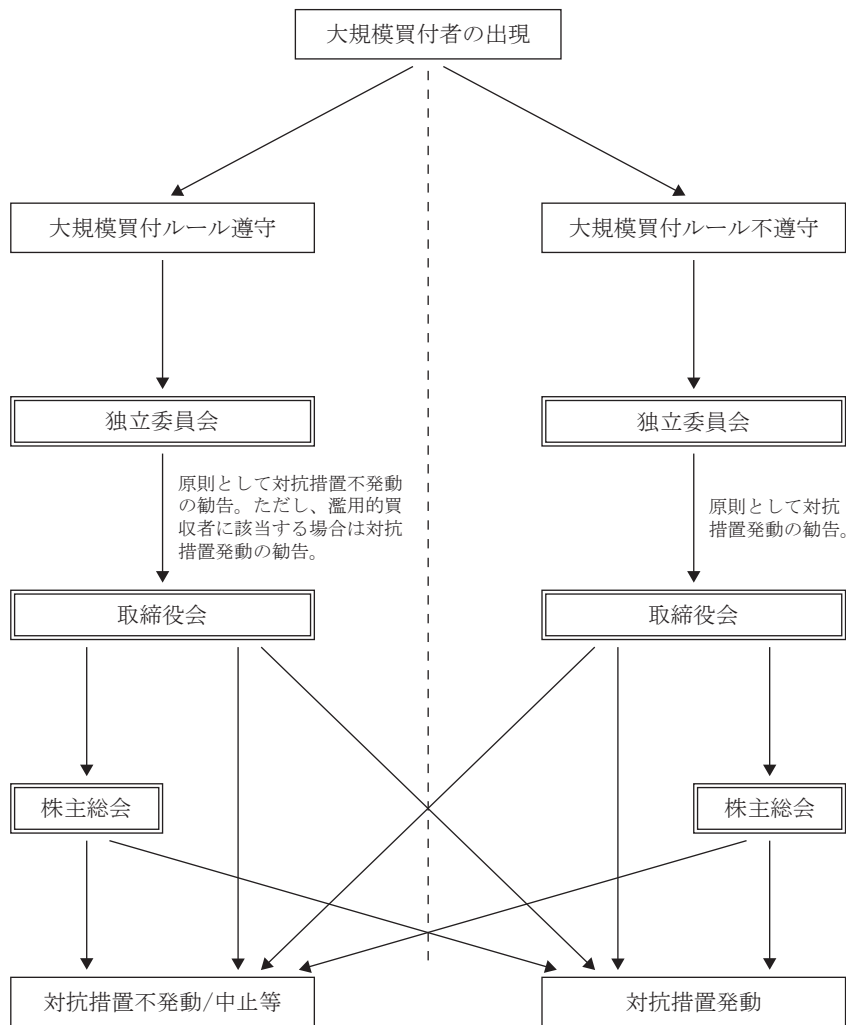 大規模買付者の出現
大規模買付ルール遵守
大規模買付ルール不遵守
独立委員会
独立委員会
原則として対抗措置不発動
の勧告。ただし、濫用的買
収者に該当する場合は対抗
措置発動の勧告。
原則として対抗
措置発動の勧告。
取締役会
取締役会
株主総会
株主総会
対抗措置不発動/中止等
対抗措置発動